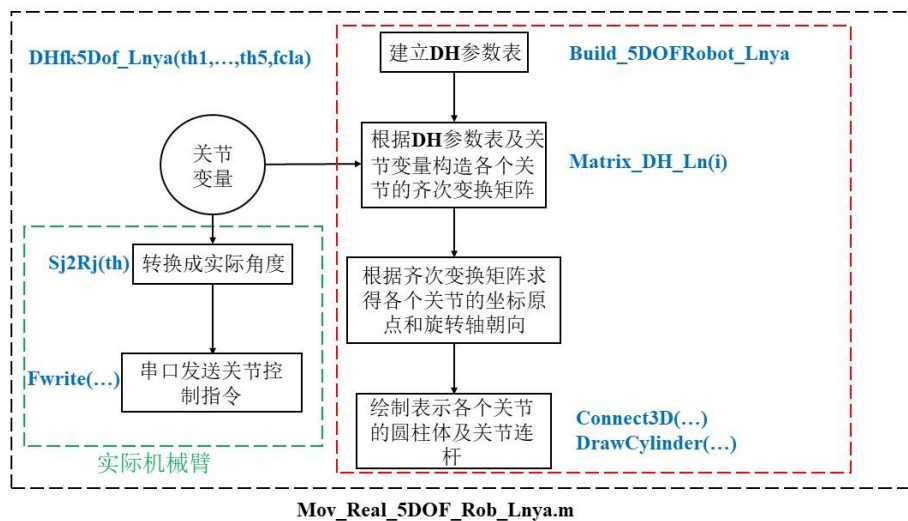 DHfk5Dof_Lnya(th1,…,th5,fcla)
建立DH参数表
Build_5DOFRobot_Lnya
关节
变量
根据DH参数表及关
节变量构造各个关
节的齐次变换矩阵
Matrix_DH_Ln(i)
Sj2Rj(th)
转换成实际角度
根据齐次变换矩阵求
得各个关节的坐标原
点和旋转轴朝向
Fwrite(…)
串口发送关节控
制指令
绘制表示各个关节
的圆柱体及关节连
杆
Connect3D(…)
DrawCylinder(…)
实际机械臂
Mov_Real_5DOF_Rob_Lnya.m